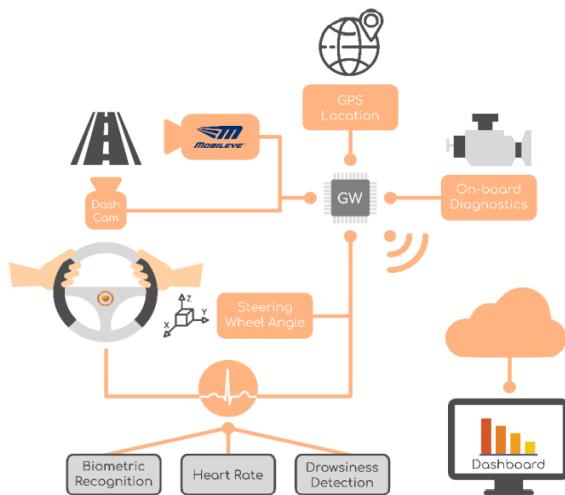 GPS
Location
MOBILEYE
Dash
Cam
GW
On-board
Diagnostics
Z
Y
X
Steering
Wheel Angle
Biometric
Recognition
Heart Rate
Drowsiness
Detection
Dashboard